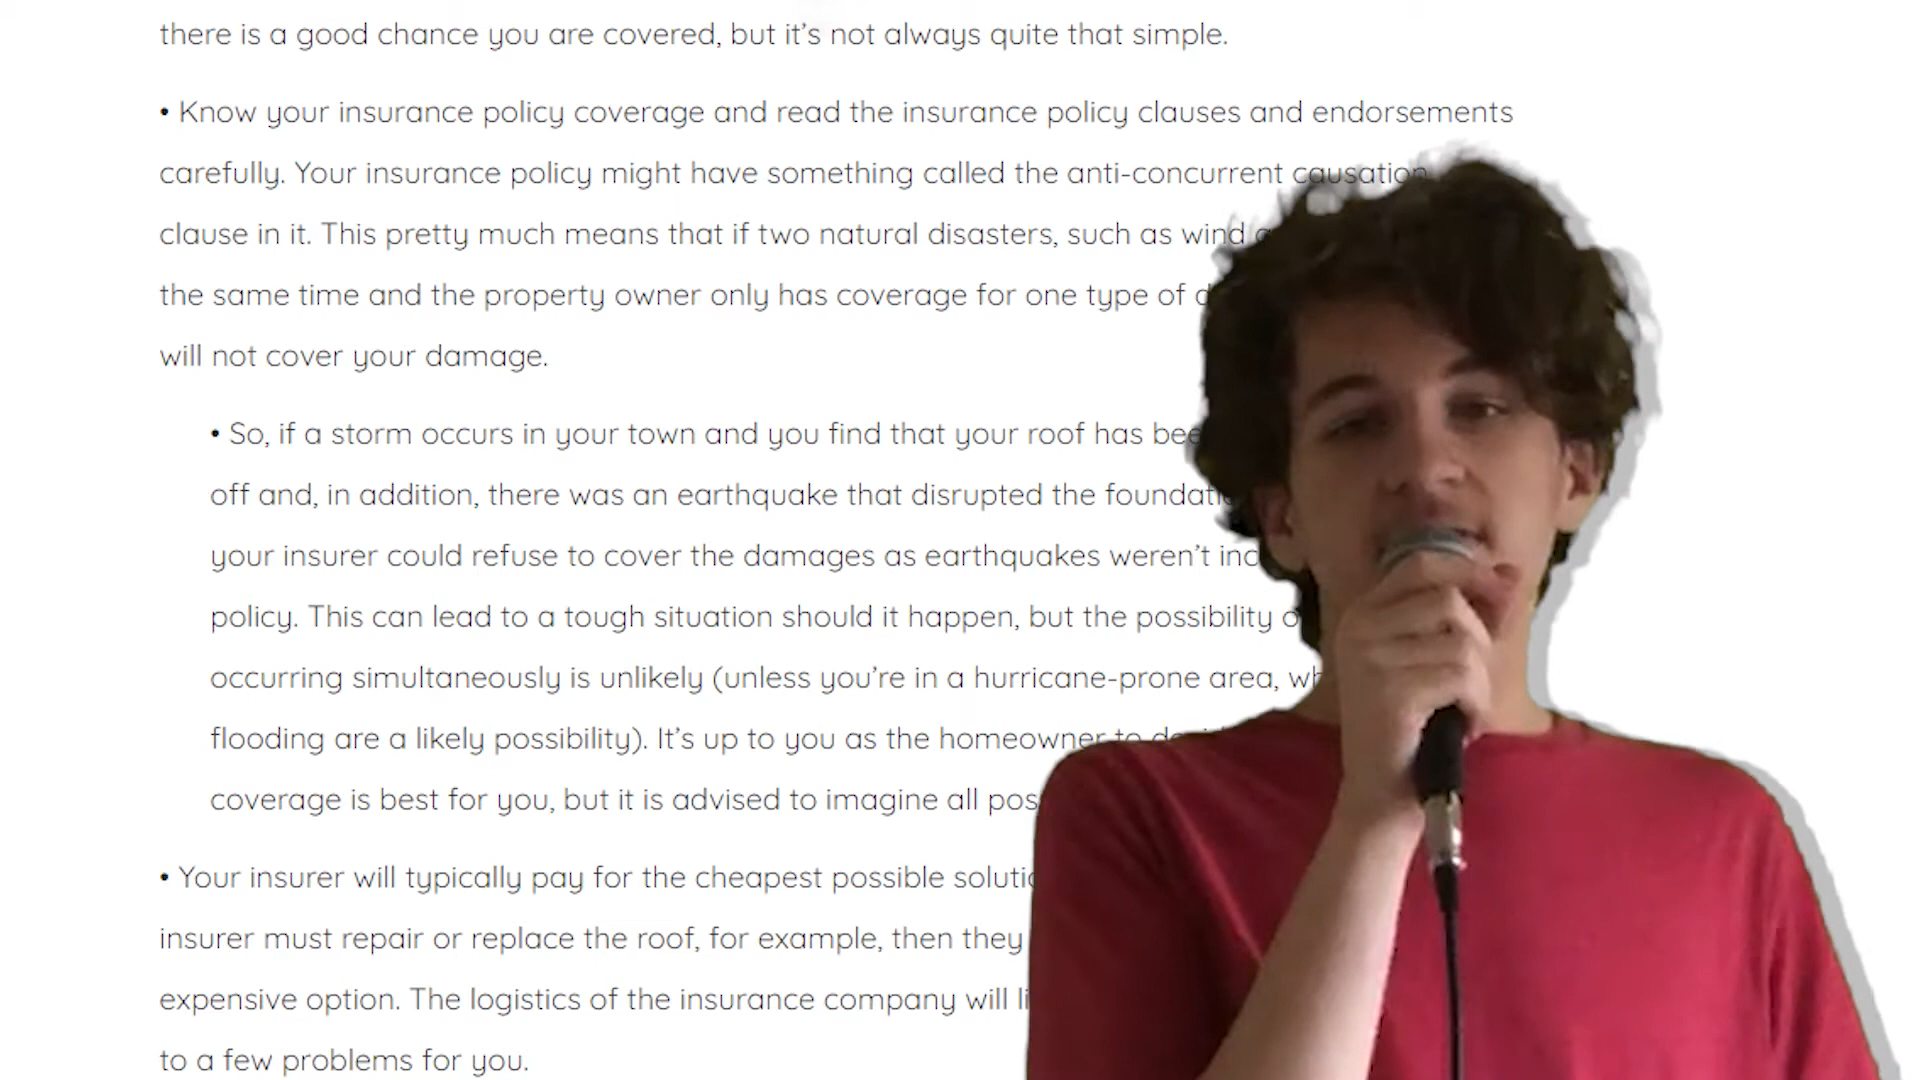 there is a good chance you are covered, but it’s not always quite that simple.
• Know your insurance policy coverage and read the insurance policy clauses and endorsements
carefully. Your insurance policy might have something called the anti-concurrent causation
clause in it. This pretty much means that if two natural disasters, such as wind
the same time and the property owner only has coverage for one type of
will not cover your damage.
• So, if a storm occurs in your town and you find that your roof has
off and, in addition, there was an earthquake that disrupted the
your insurer could refuse to cover the damages as earthquakes weren’t
policy. This can lead to a tough situation should it happen, but the possibility
occurring simultaneously is unlikely (unless you’re in a hurricane-prone area,
flooding are a likely possibility). It’s up to you as the homeowner to
coverage is best for you, but it is advised to imagine all
• Your insurer will typically pay for the cheapest possible
insurer must repair or replace the roof, for example, then they
expensive option. The logistics of the insurance company will
to a few problems for you.